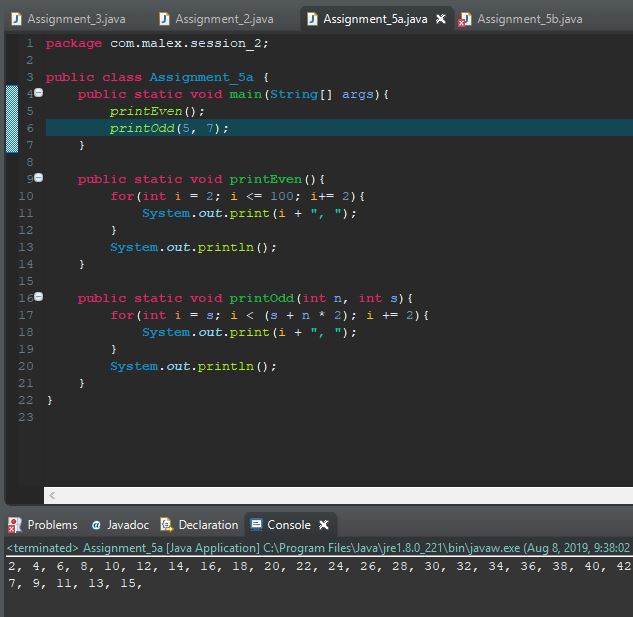 Assignment_3.java Assignment_2.java Assignment_5a.java Assignment_5b.java
1 package com.malex.session_2;
2
3 public class Assignment_5a {
4     public static void main(String[] args){
5         printEven();
6         printOdd(5, 7);
7     }
8
9     public static void printEven(){
10         for(int i = 2; i <= 100; i+= 2){
11             System.out.print(i + ", ");
12         }
13         System.out.println();
14     }
15
16     public static void printOdd(int n, int s){
17         for(int i = s; i < (s + n * 2); i += 2){
18             System.out.print(i + ", ");
19         }
20         System.out.println();
21     }
22 }
23
Problems Javadoc Declaration Console
<terminated> Assignment_5a [Java Application] C:\Program Files\Java\jre1.8.0_221\bin\javaw.exe (Aug 8, 2019, 9:38:02
2, 4, 6, 8, 10, 12, 14, 16, 18, 20, 22, 24, 26, 28, 30, 32, 34, 36, 38, 40, 42
7, 9, 11, 13, 15,